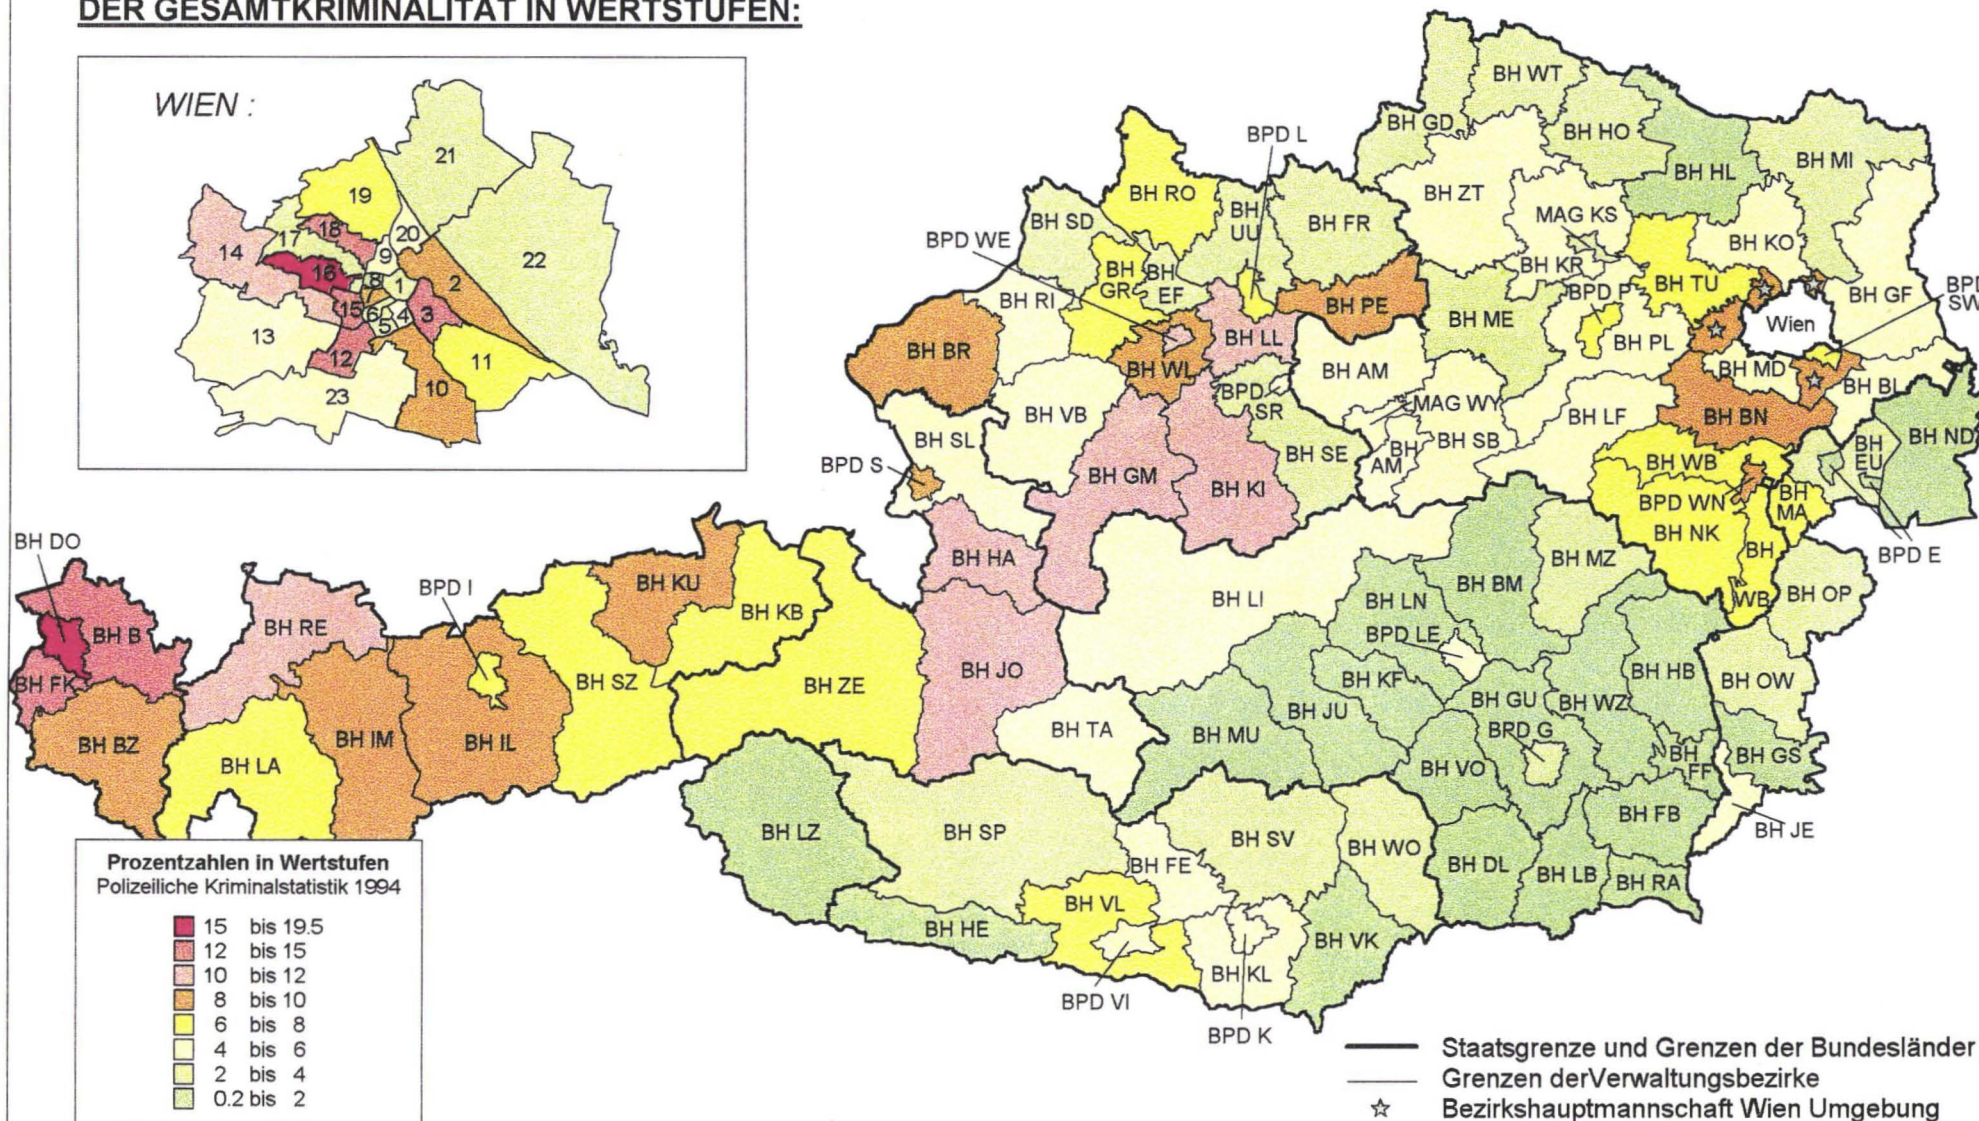 DER GESAMTKRIMINALITÄT IN WERTSTUFEN:
WIEN :
21
19
18
17
14
20
9
22
16
8
1
2
7
15
6
4
3
5
13
12
11
10
23
BH WT
BH GD
BH HO
BPD L
BH MI
BH HL
BH RO
BH ZT
BH SD
BH UU
BH FR
MAG KS
BPD WE
BH KO
BH GR
BH EF
BH KR
BH TU
BPD P
BH RI
BH PE
BH GF
BPD SW
BH ME
Wien
BH LL
BH PL
BH BR
BH WL
BH AM
BH MD
BH BL
BPD SR
MAG WY
BH VB
BH LF
BH BN
BH SL
BH SB
BH ND
BH EU
BH SE
BH AM
BPD S
BH WB
BH GM
BH KI
BPD WN
BH MA
BH NK
BH DO
BH HA
BH MZ
BH WB
BPD E
BPD I
BH KU
BH LI
BH BM
BH OP
BH KB
BH LN
BH B
BH RE
BPD LE
BH FK
BH SZ
BH ZE
BH JO
BH KF
BH HB
BH OW
BH GU
BH WZ
BH JU
BH BZ
BH IM
BH IL
BH TA
BH MU
BPD G
BH FF
BH GS
BH LA
BH VO
BH FB
BH LZ
BH SP
BH SV
BH WO
BH JE
BH FE
BH DL
BH LB
BH RA
BH VL
BH HE
BH VK
BH KL
BPD VI
BPD K
Prozentzahlen in Wertstufen
Polizeiliche Kriminalstatistik 1994
15 bis 19.5
12 bis 15
10 bis 12
8 bis 10
6 bis 8
4 bis 6
2 bis 4
0.2 bis 2
Staatsgrenze und Grenzen der Bundesländer
Grenzen derVerwaltungsbezirke
Bezirkshauptmannschaft Wien Umgebung